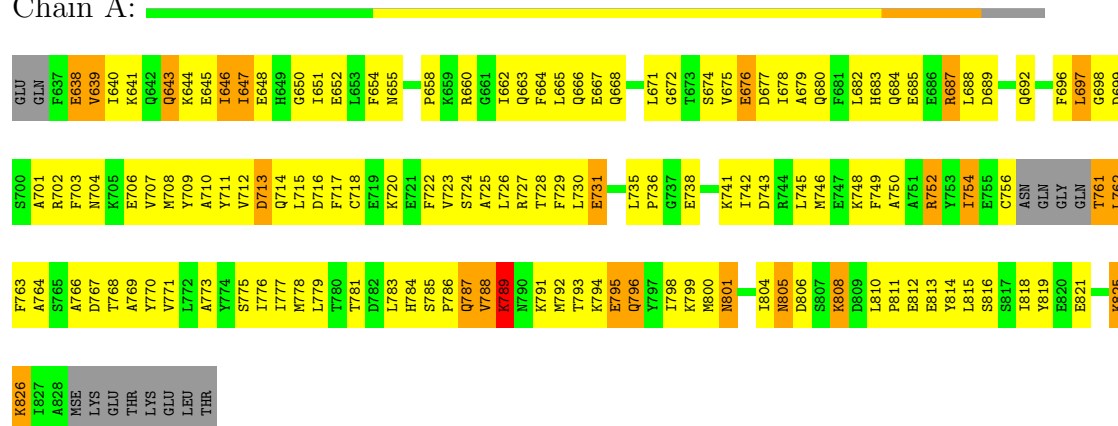 Chain A:
GLU GLN F637 E638 V639 I640 K641 Q642 Q643 K644 E645 I646 I647 E648 H649 G650 I651 E652 L653 F654 N655 P658 K659 R660 G661 I662 Q663 F664 L665 Q666 E667 Q668 L671 G672 T673 S674 V675 E676 D677 I678 A679 Q680 F681 L682 H683 Q684 E685 E686 R687 L688 D689 Q692 F696 L697 G698 D699
S700 A701 R702 F703 N704 K705 E706 V707 M708 Y709 A710 Y711 V712 D713 Q714 L715 D716 F717 C718 E719 K720 E721 F722 V723 S724 A725 L726 R727 T728 F729 L730 E731 L735 P736 G737 E738 K741 I742 D743 R744 L745 M746 E747 K748 F749 A750 A751 R752 Y753 I754 E755 C756 ASN GLN GLY GLN T761 L762
F763 A764 S765 A766 D767 T768 A769 Y770 V771 L772 A773 Y774 S775 I776 I777 M778 L779 T780 T781 D782 L783 H784 S785 P786 Q787 V788 K789 N790 K791 M792 T793 K794 E795 Q796 Y797 I798 K799 M800 N801 I804 N805 D806 S807 K808 D809 L810 P811 E812 E813 Y814 L815 S816 S817 I818 Y819 E820 E821 K825
K826 I827 A828 MSE LYS GLU THR LYS GLU LEU THR